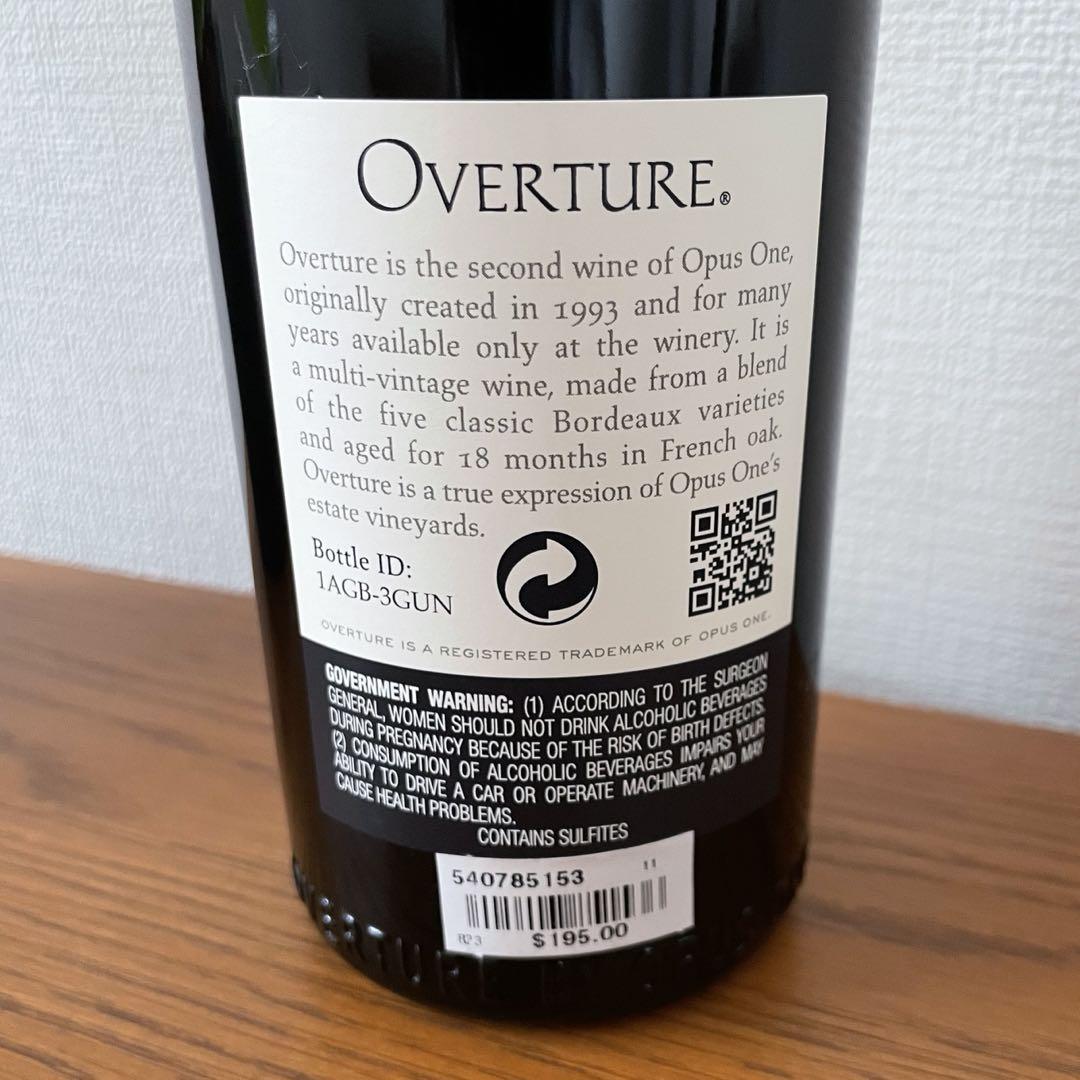 OVERTURE®
Overture is the second wine of Opus One,
originally created in 1993 and for many
years available only at the winery. It is
a multi-vintage wine, made from a blend
of the five classic Bordeaux varieties
and aged for 18 months in French oak.
Overture is a true expression of Opus One's
estate vineyards.
Bottle ID:
1AGB-3GUN
OVERTURE IS A REGISTERED TRADEMARK OF OPUS ONE.
GOVERNMENT WARNING: (1) ACCORDING TO THE SURGEON
GENERAL, WOMEN SHOULD NOT DRINK ALCOHOLIC BEVERAGES
DURING PREGNANCY BECAUSE OF THE RISK OF BIRTH DEFECTS.
(2) CONSUMPTION OF ALCOHOLIC BEVERAGES IMPAIRS YOUR
ABILITY TO DRIVE A CAR OR OPERATE MACHINERY, AND MAY
CAUSE HEALTH PROBLEMS.
CONTAINS SULFITES
540785153 11
R23 $195.00
OVERTURE